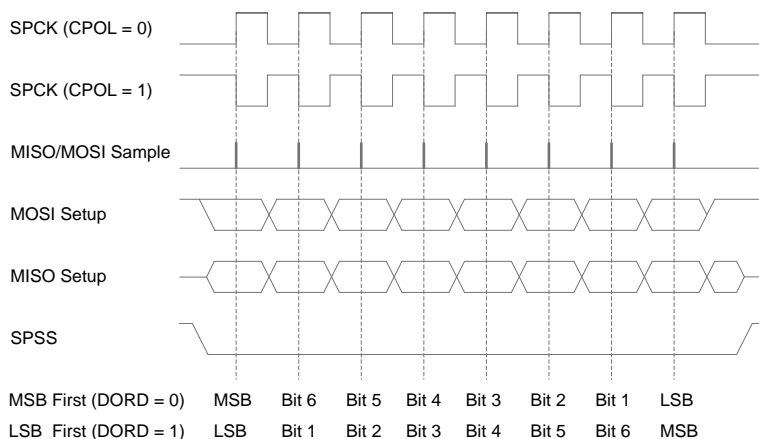 SPCK (CPOL = 0)
SPCK (CPOL = 1)
MISO/MOSI Sample
MOSI Setup
MISO Setup
SPSS
MSB First (DORD = 0) MSB Bit 6 Bit 5 Bit 4 Bit 3 Bit 2 Bit 1 LSB
LSB First (DORD = 1) LSB Bit 1 Bit 2 Bit 3 Bit 4 Bit 5 Bit 6 MSB